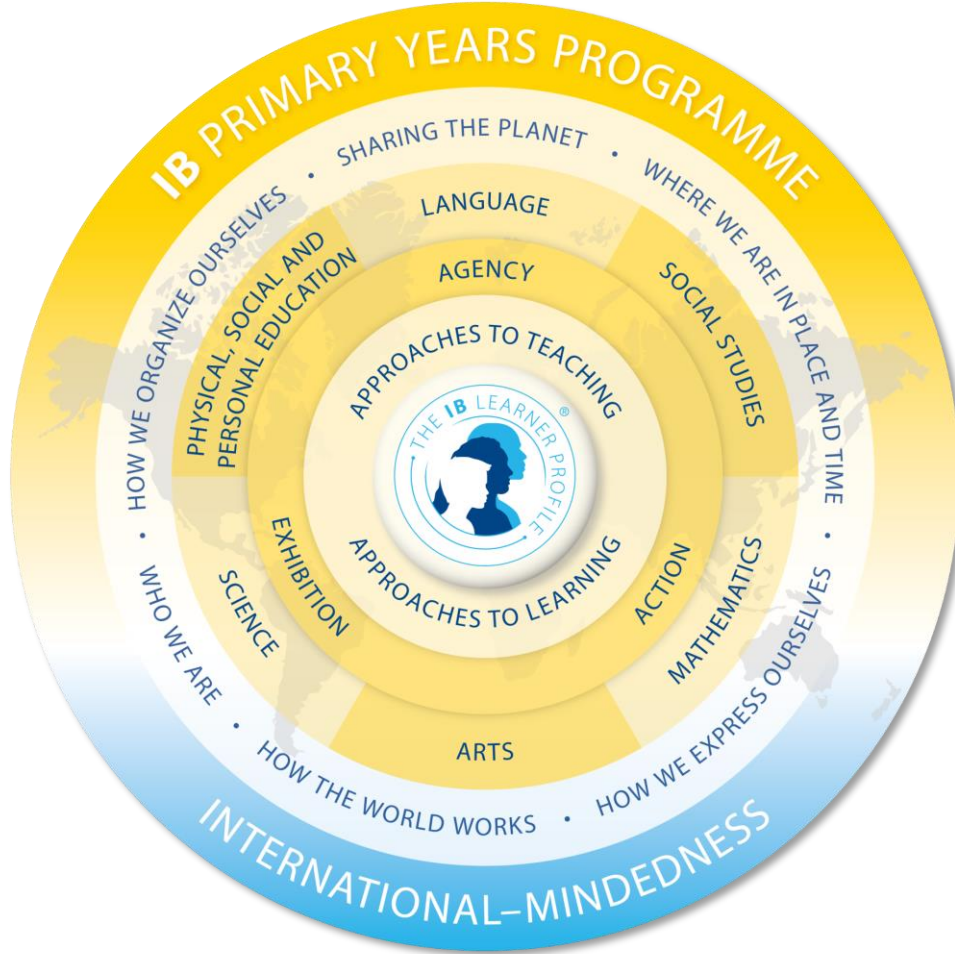 IB PRIMARY YEARS PROGRAMME
SHARING THE PLANET
•
WHERE WE ARE IN PLACE AND TIME
•
HOW WE EXPRESS OURSELVES
•
HOW THE WORLD WORKS
•
WHO WE ARE
•
HOW WE ORGANIZE OURSELVES
•
LANGUAGE
SOCIAL STUDIES
MATHEMATICS
ARTS
SCIENCE
PHYSICAL, SOCIAL AND
PERSONAL EDUCATION
AGENCY
ACTION
EXHIBITION
APPROACHES TO TEACHING
APPROACHES TO LEARNING
• THE IB LEARNER PROFILE •
®
INTERNATIONAL–MINDEDNESS